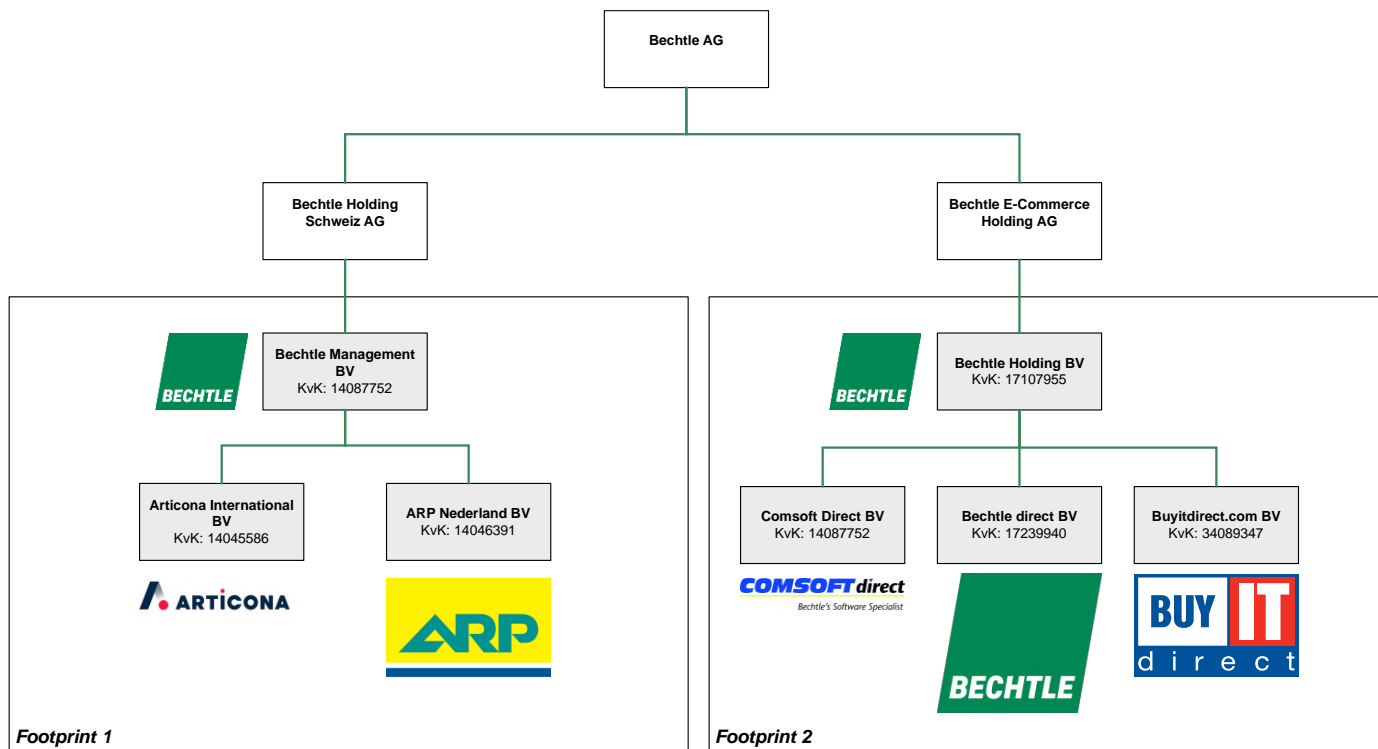 Bechtle AG
Bechtle Holding
Schweiz AG
Bechtle E-Commerce
Holding AG
BECHTLE
Bechtle Management
BV
KvK: 14087752
BECHTLE
Bechtle Holding BV
KvK: 17107955
Articona International
BV
KvK: 14045586
ARP Nederland BV
KvK: 14046391
Comsoft Direct BV
KvK: 14087752
Bechtle direct BV
KvK: 17239940
Buyitdirect.com BV
KvK: 34089347
ARTICONA
ARP
COMSOFT direct
Bechtle's Software Specialist
BECHTLE
BUY IT
direct
Footprint 1
Footprint 2